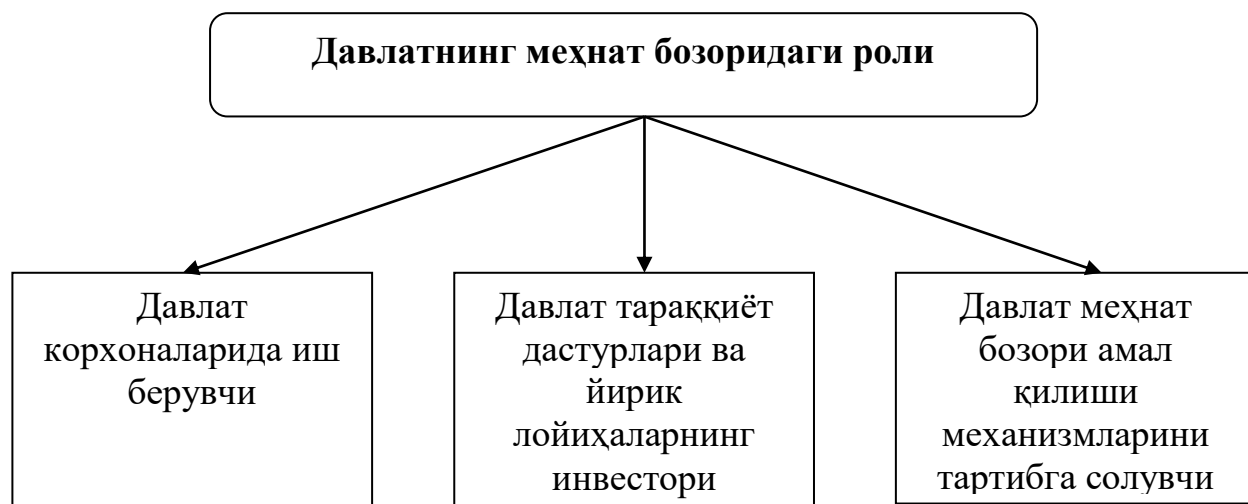 Давлатнинг меҳнат бозоридаги роли
Давлат
корхоналарида иш
берувчи
Давлат тараққиёт
дастурлари ва
йирик
лойиҳаларнинг
инвестори
Давлат меҳнат
бозори амал
қилиши
механизмларини
тартибга солувчи